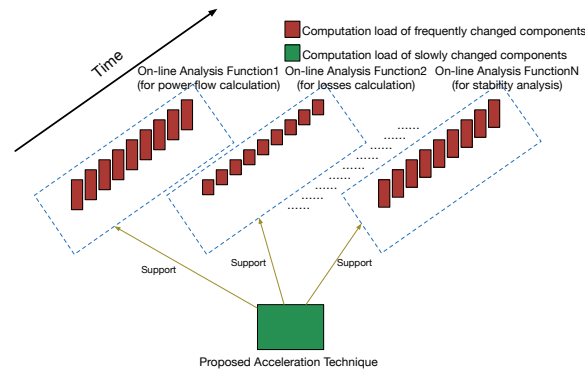 Computation load of frequently changed components
Computation load of slowly changed components
Time
On-line Analysis Function1
(for power flow calculation)
On-line Analysis Function2
(for losses calculation)
On-line Analysis FunctionN
(for stability analysis)
Support
Support
Support
Proposed Acceleration Technique